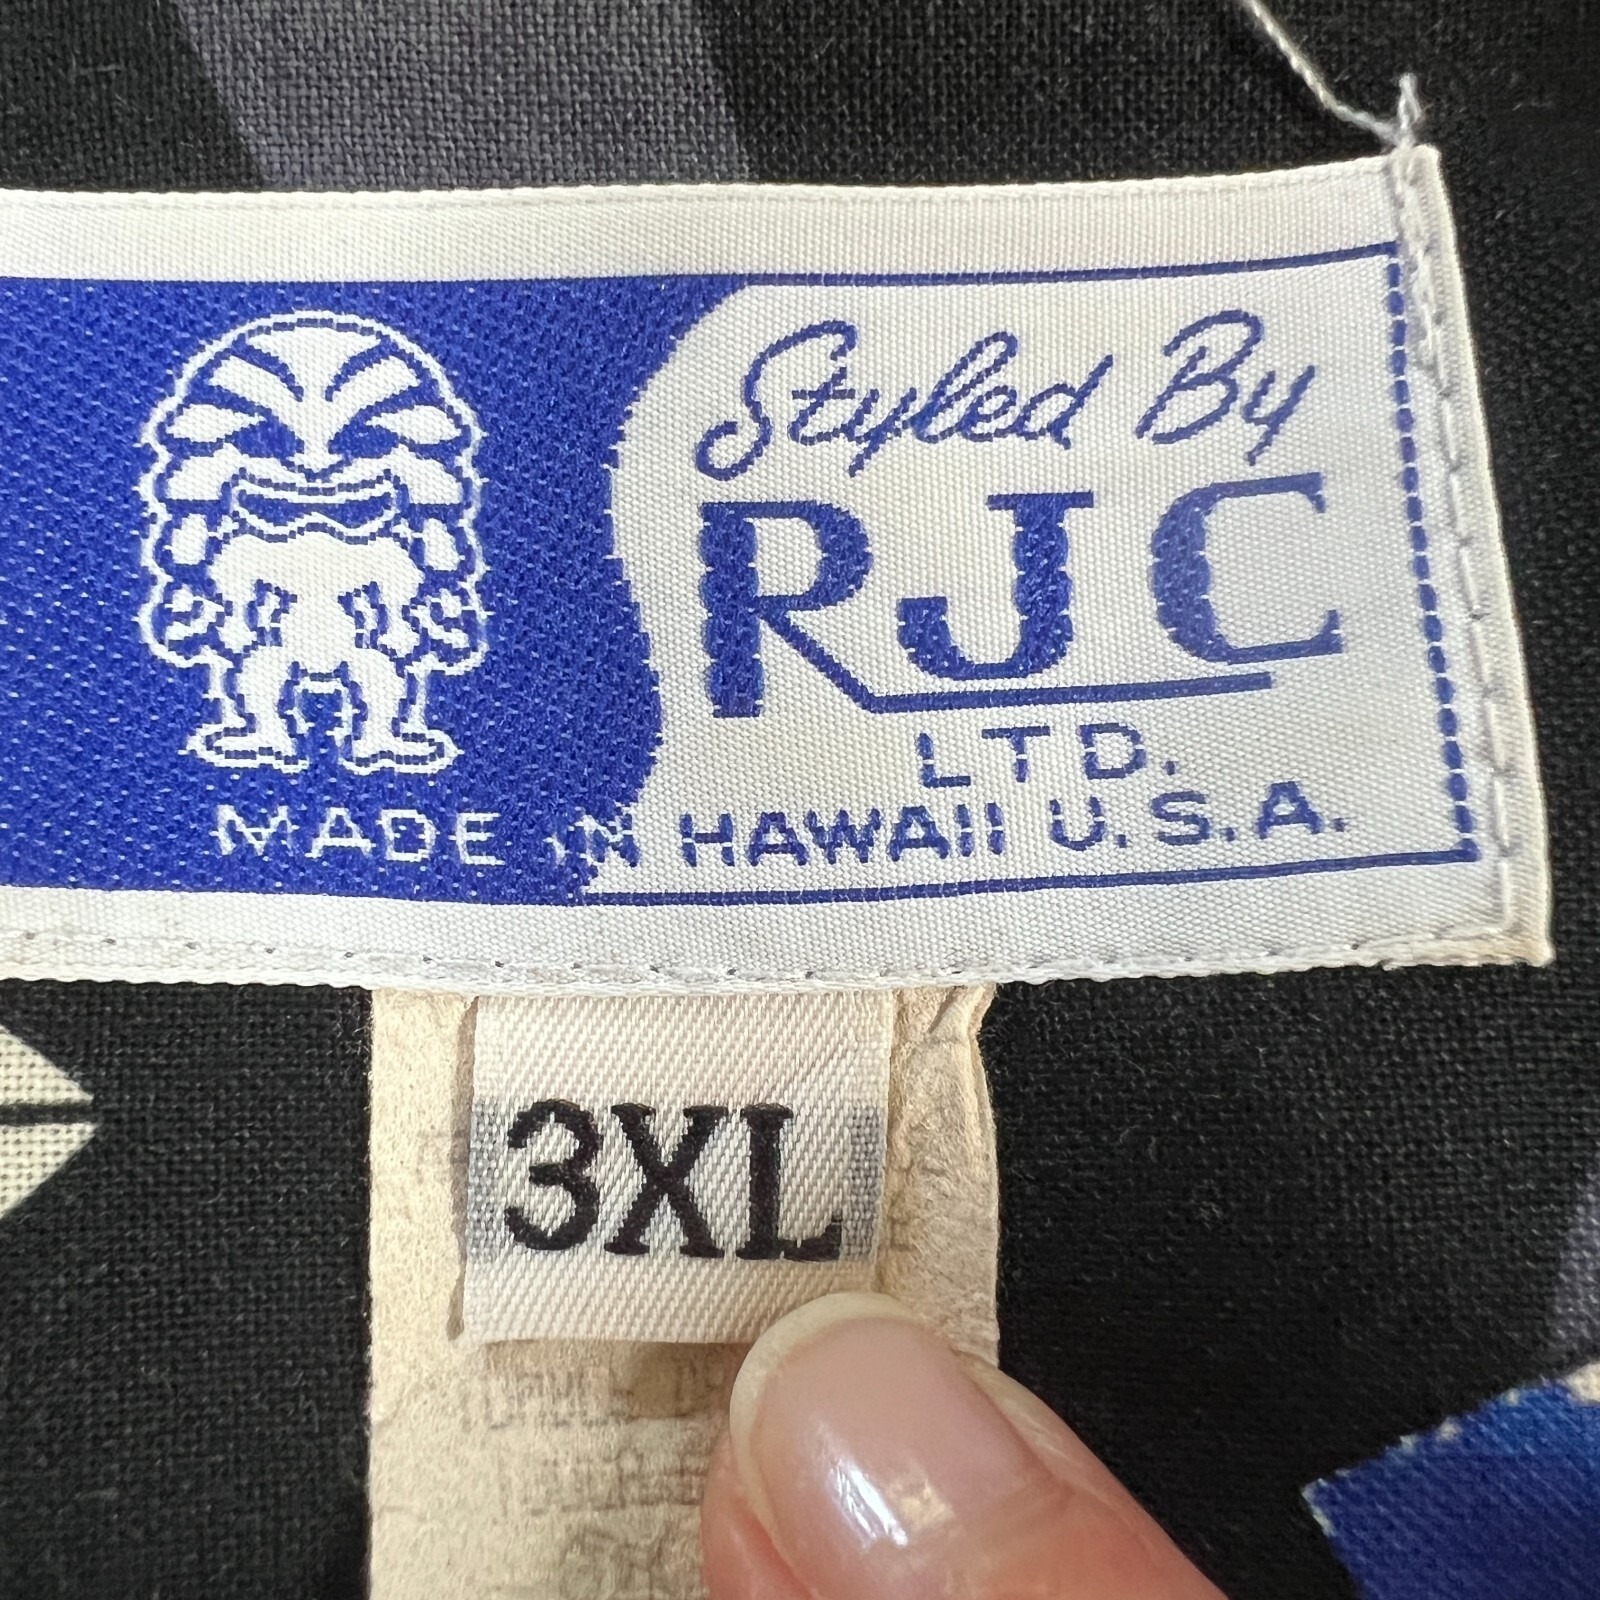 Styled By
RJC
LTD.
MADE IN HAWAII U.S.A.
3XL